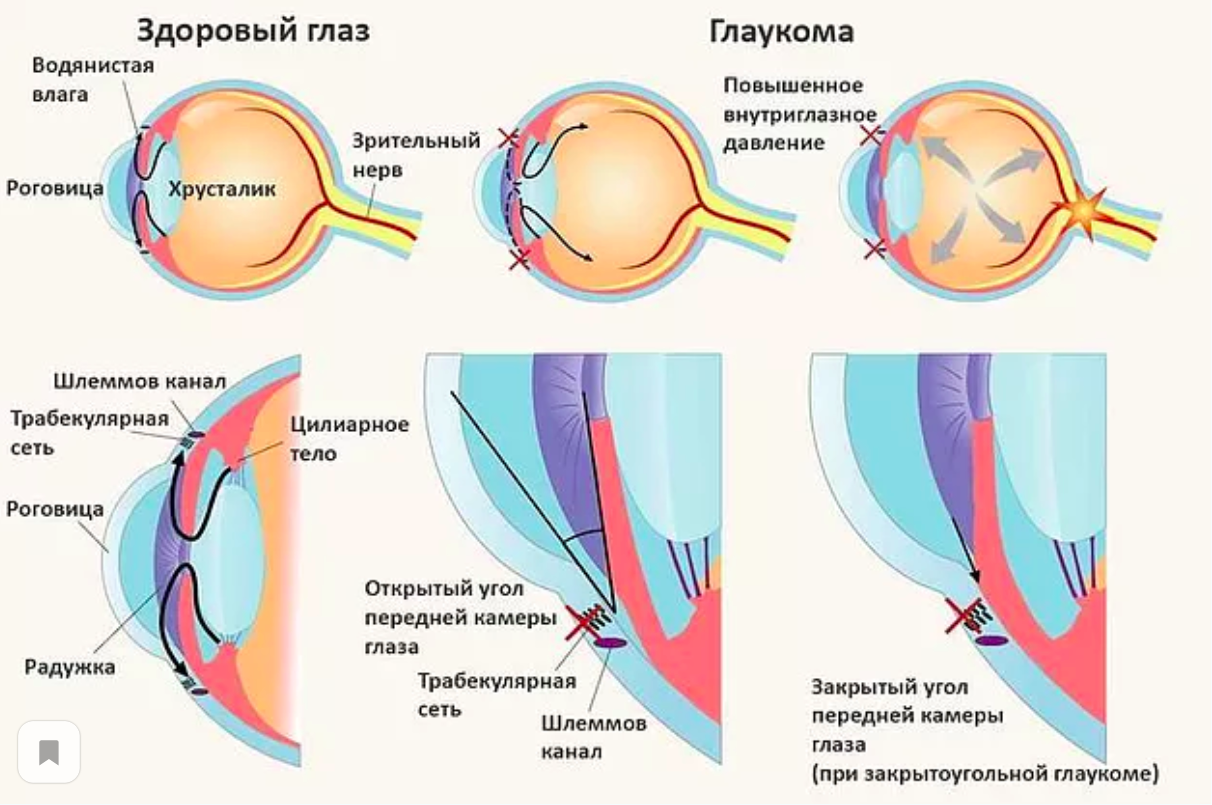 Здоровый глаз
Глаукома
Водянистая
влага
Роговица
Хрусталик
Зрительный
нерв
Повышенное
внутриглазное
давление
Шлеммов канал
Трабекулярная
сеть
Роговица
Цилиарное
тело
Радужка
Открытый угол
передней камеры
глаза
Трабекулярная
сеть
Шлеммов
канал
Закрытый угол
передней камеры
глаза
(при закрытоугольной глаукоме)